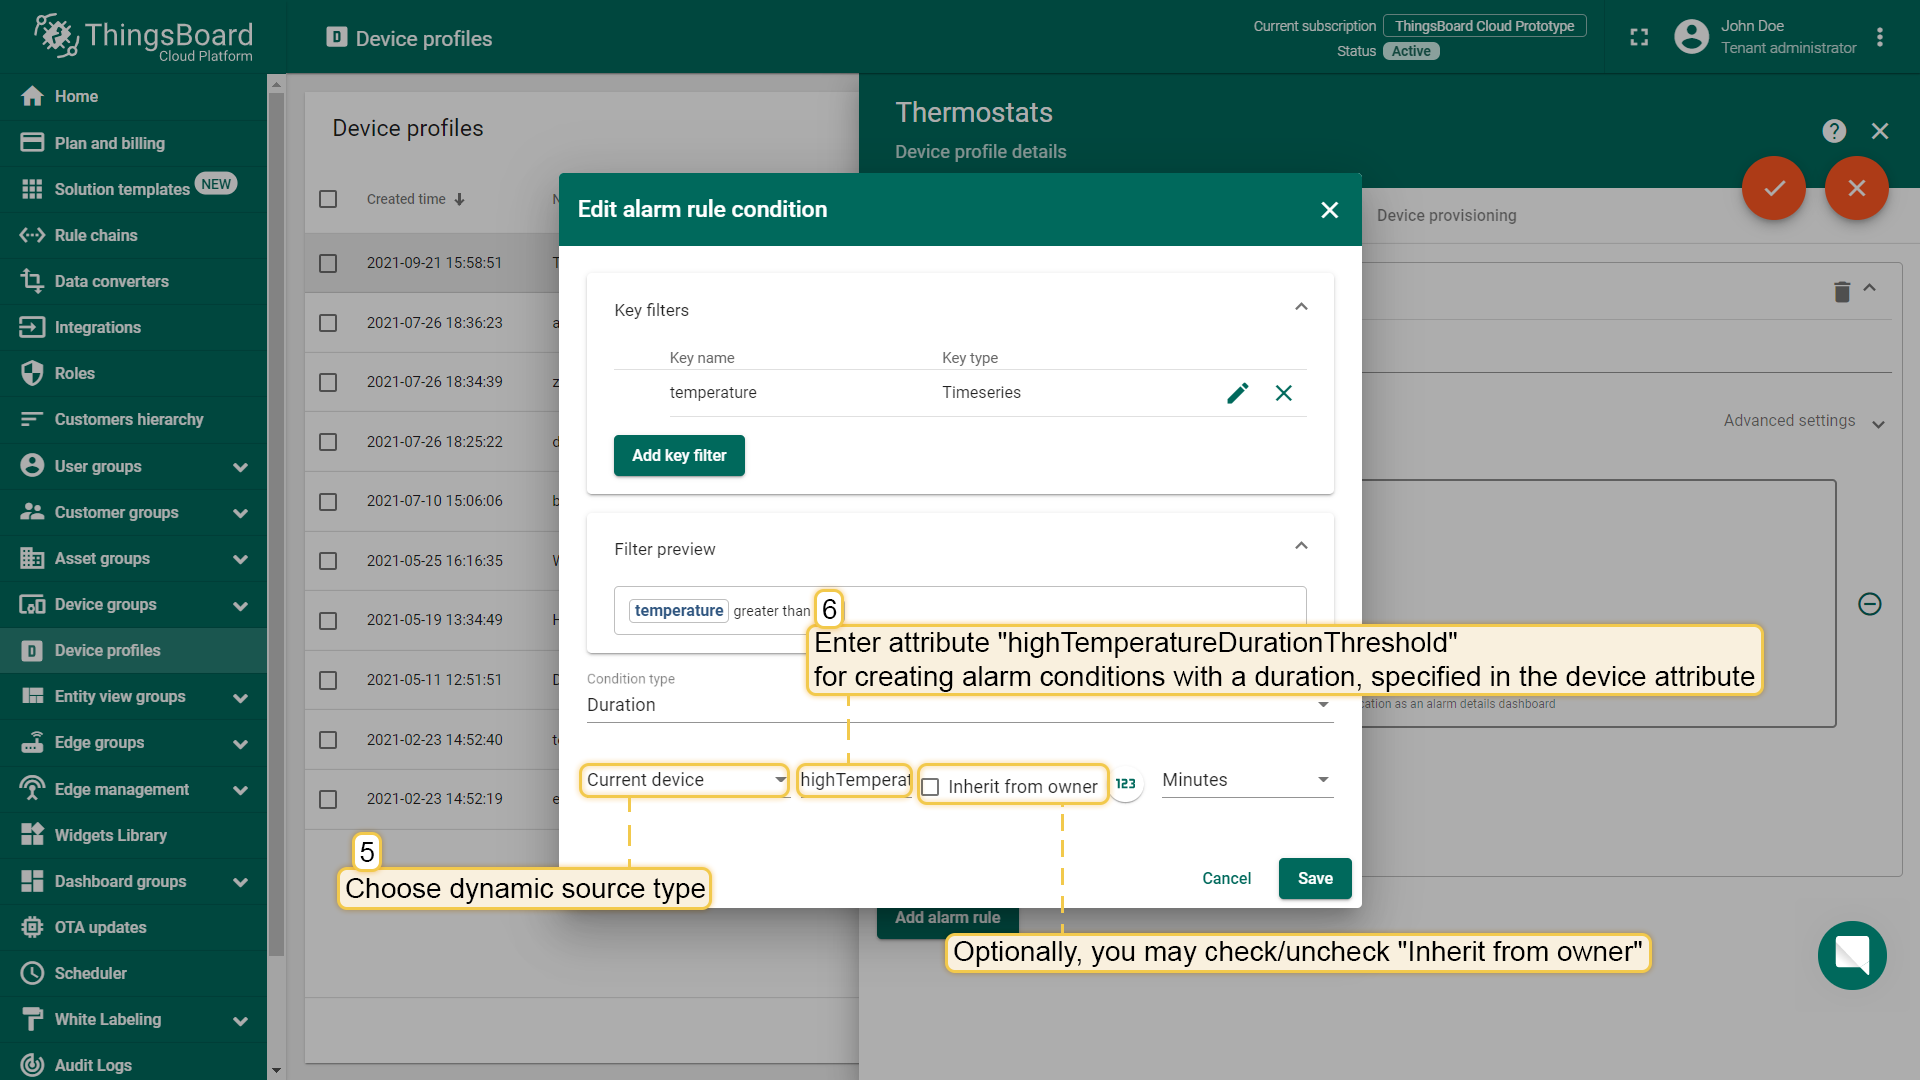 ThingsBoard
Cloud Platform
Device profiles
Current subscription ThingsBoard Cloud Prototype
Status Active
John Doe
Tenant administrator
Home
Plan and billing
Solution templates NEW
Rule chains
Data converters
Integrations
Roles
Customers hierarchy
User groups
Customer groups
Asset groups
Device groups
Device profiles
Entity view groups
Edge groups
Edge management
Widgets Library
Dashboard groups
OTA updates
Scheduler
White Labeling
Audit Logs
Device profiles
Created time
2021-09-21 15:58:51
2021-07-26 18:36:23
2021-07-26 18:34:39
2021-07-26 18:25:22
2021-07-10 15:06:06
2021-05-25 16:16:35
2021-05-19 13:34:49
2021-05-11 12:51:51
2021-02-23 14:52:40
2021-02-23 14:52:19
Thermostats
Device profile details
Device provisioning
Advanced settings
Add alarm rule
Edit alarm rule condition
Key filters
Key name Key type
temperature Timeseries
Add key filter
Filter preview
temperature greater than
6
Enter attribute "highTemperatureDurationThreshold"
for creating alarm conditions with a duration, specified in the device attribute
cation as an alarm details dashboard
Condition type
Duration
Current device highTemperat Inherit from owner 123 Minutes
5
Choose dynamic source type
Cancel Save
Optionally, you may check/uncheck "Inherit from owner"